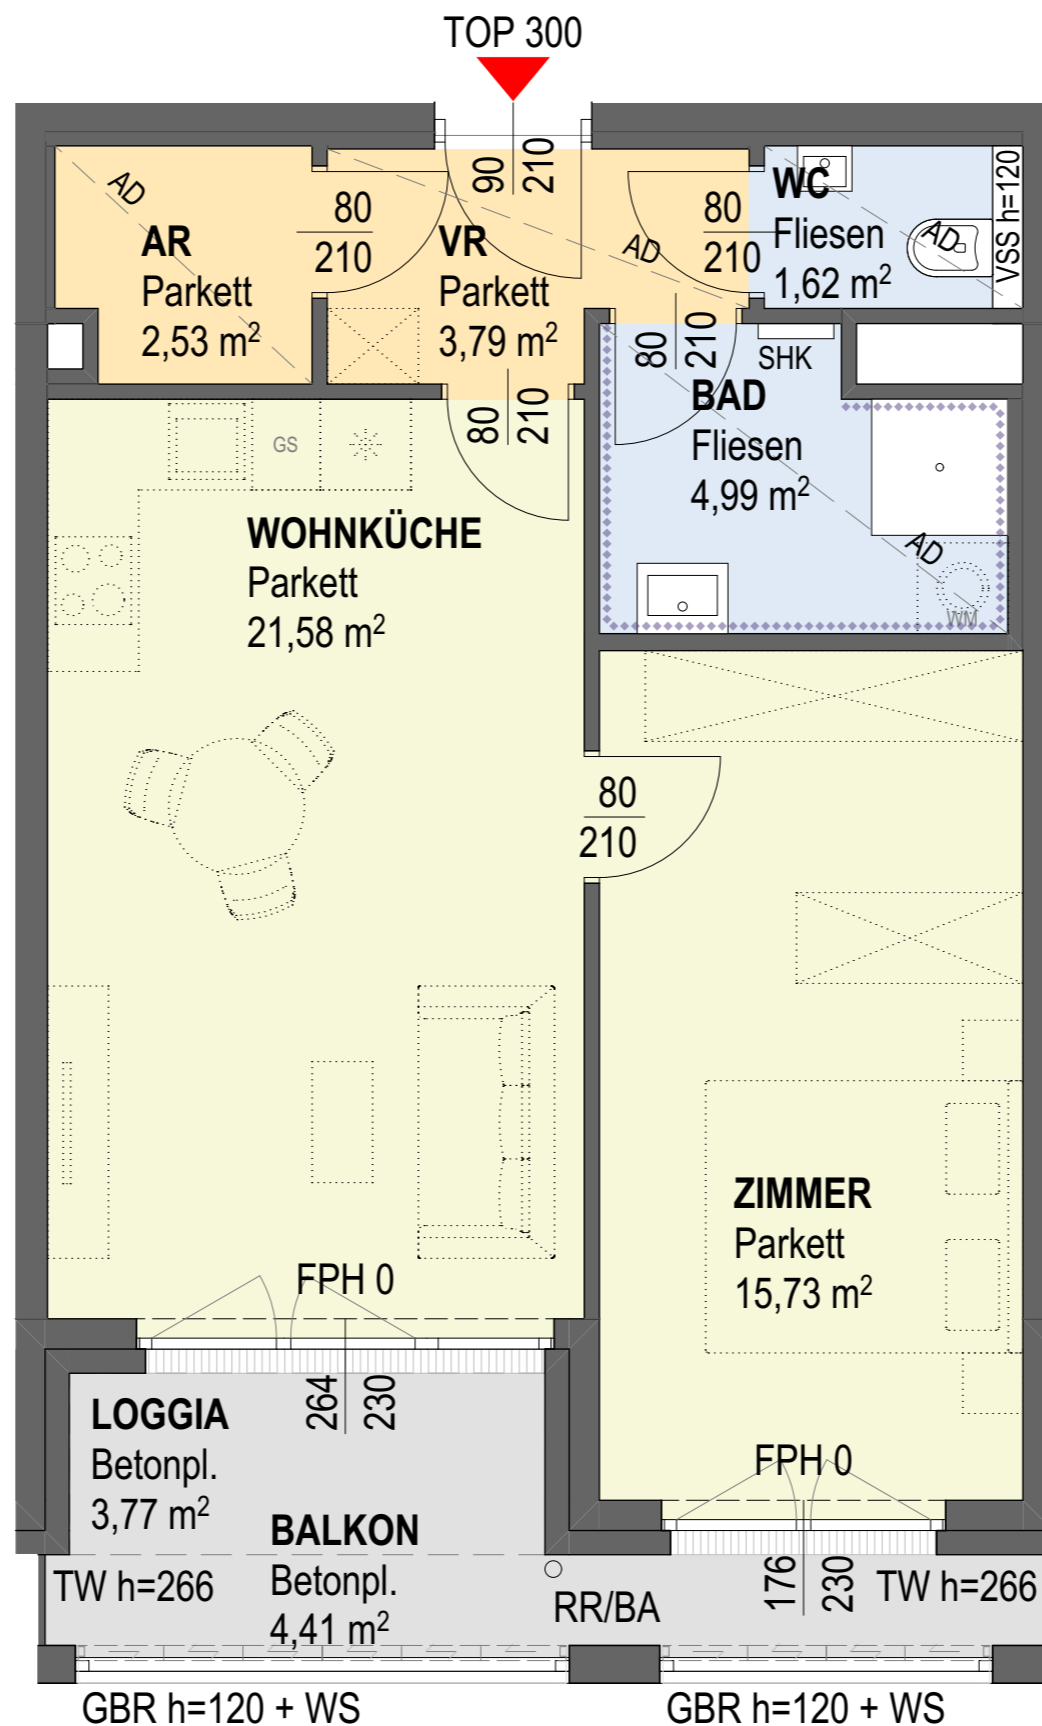 TOP 300
90
210
AD
AR
Parkett
2,53 m²
80
210
VR
Parkett
3,79 m²
AD
80
210
WC
Fliesen
1,62 m²
AD
VSS h=120
80
210
80
210
SHK
BAD
Fliesen
4,99 m²
AD
WM
GS
WOHNKÜCHE
Parkett
21,58 m²
80
210
ZIMMER
Parkett
15,73 m²
FPH 0
264
230
FPH 0
176
230
LOGGIA
Betonpl.
3,77 m²
BALKON
Betonpl.
4,41 m²
TW h=266
RR/BA
TW h=266
GBR h=120 + WS
GBR h=120 + WS